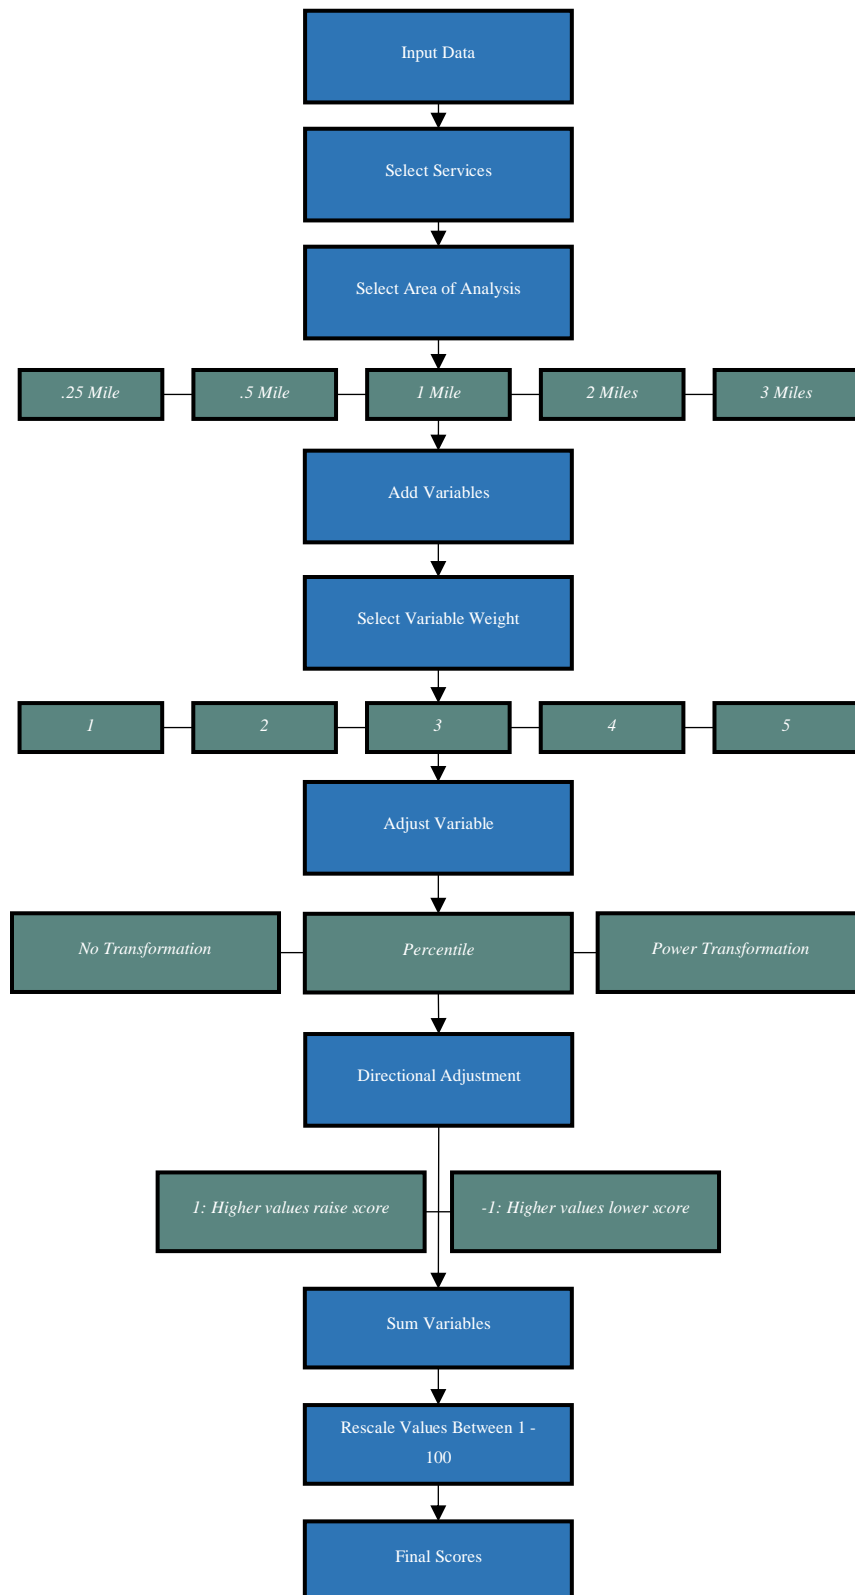 Input Data
Select Services
Select Area of Analysis
.25 Mile
.5 Mile
1 Mile
2 Miles
3 Miles
Add Variables
Select Variable Weight
1
2
3
4
5
Adjust Variable
No Transformation
Percentile
Power Transformation
Directional Adjustment
1: Higher values raise score
-1: Higher values lower score
Sum Variables
Rescale Values Between 1 -
100
Final Scores